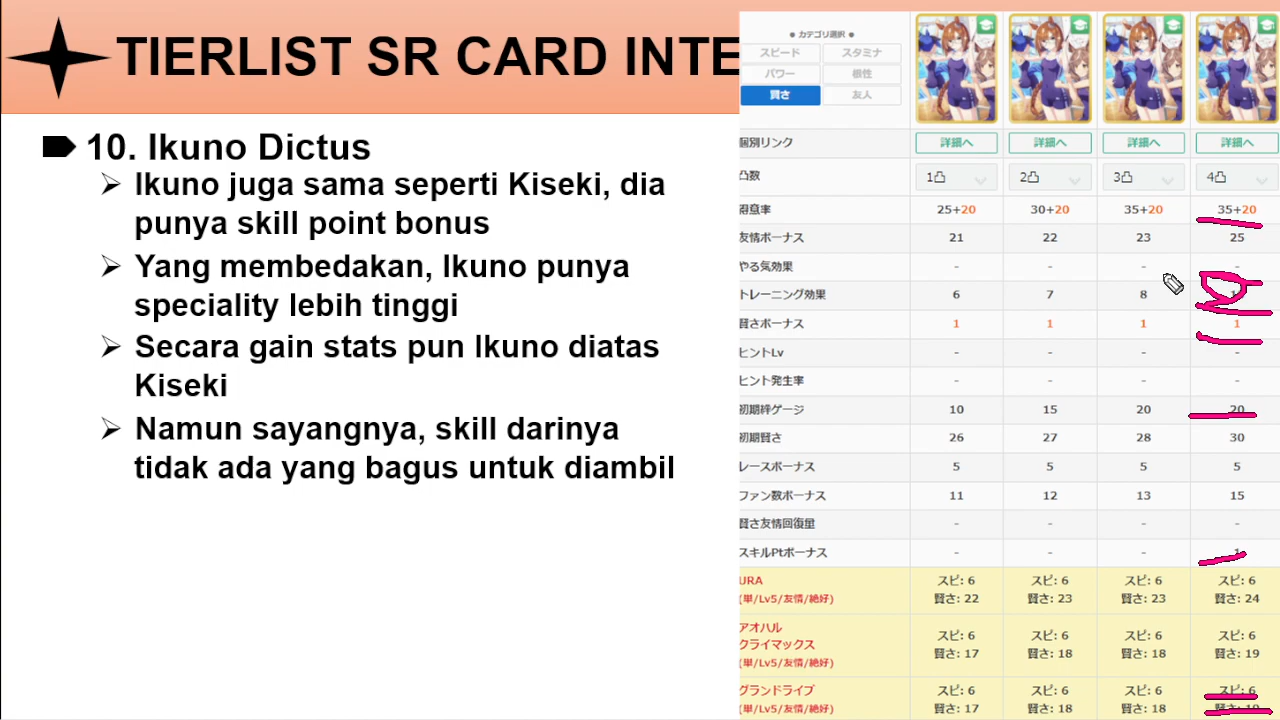 TIERLIST SR CARD INTE
10. Ikuno Dictus
Ikuno juga sama seperti Kiseki, dia
punya skill point bonus
Yang membedakan, Ikuno punya
speciality lebih tinggi
Secara gain stats pun Ikuno diatas
Kiseki
Namun sayangnya, skill darinya
tidak ada yang bagus untuk diambil
● カテゴリ選択 ●
スピード スタミナ
パワー 根性
賢さ 友人
個別リンク 詳細へ 詳細へ 詳細へ 詳細へ
凸数 1凸 2凸 3凸 4凸
得意率 25+20 30+20 35+20 35+20
友情ボーナス 21 22 23 25
やる気効果 - - - -
トレーニング効果 6 7 8
賢さボーナス 1 1 1 1
ヒントLv - - - -
ヒント発生率 - - - -
初期絆ゲージ 10 15 20 20
初期賢さ 26 27 28 30
レースボーナス 5 5 5 5
ファン数ボーナス 11 12 13 15
賢さ友情回復量 - - - -
スキルPtボーナス - - - 1
URA スピ: 6 スピ: 6 スピ: 6 スピ: 6
(単/Lv5/友情/絶好) 賢さ: 22 賢さ: 23 賢さ: 23 賢さ: 24
アオハル
クライマックス スピ: 6 スピ: 6 スピ: 6 スピ: 6
(単/Lv5/友情/絶好) 賢さ: 17 賢さ: 18 賢さ: 18 賢さ: 19
グランドライブ スピ: 6 スピ: 6 スピ: 6 スピ: 6
(単/Lv5/友情/絶好) 賢さ: 17 賢さ: 18 賢さ: 18 賢さ: 19